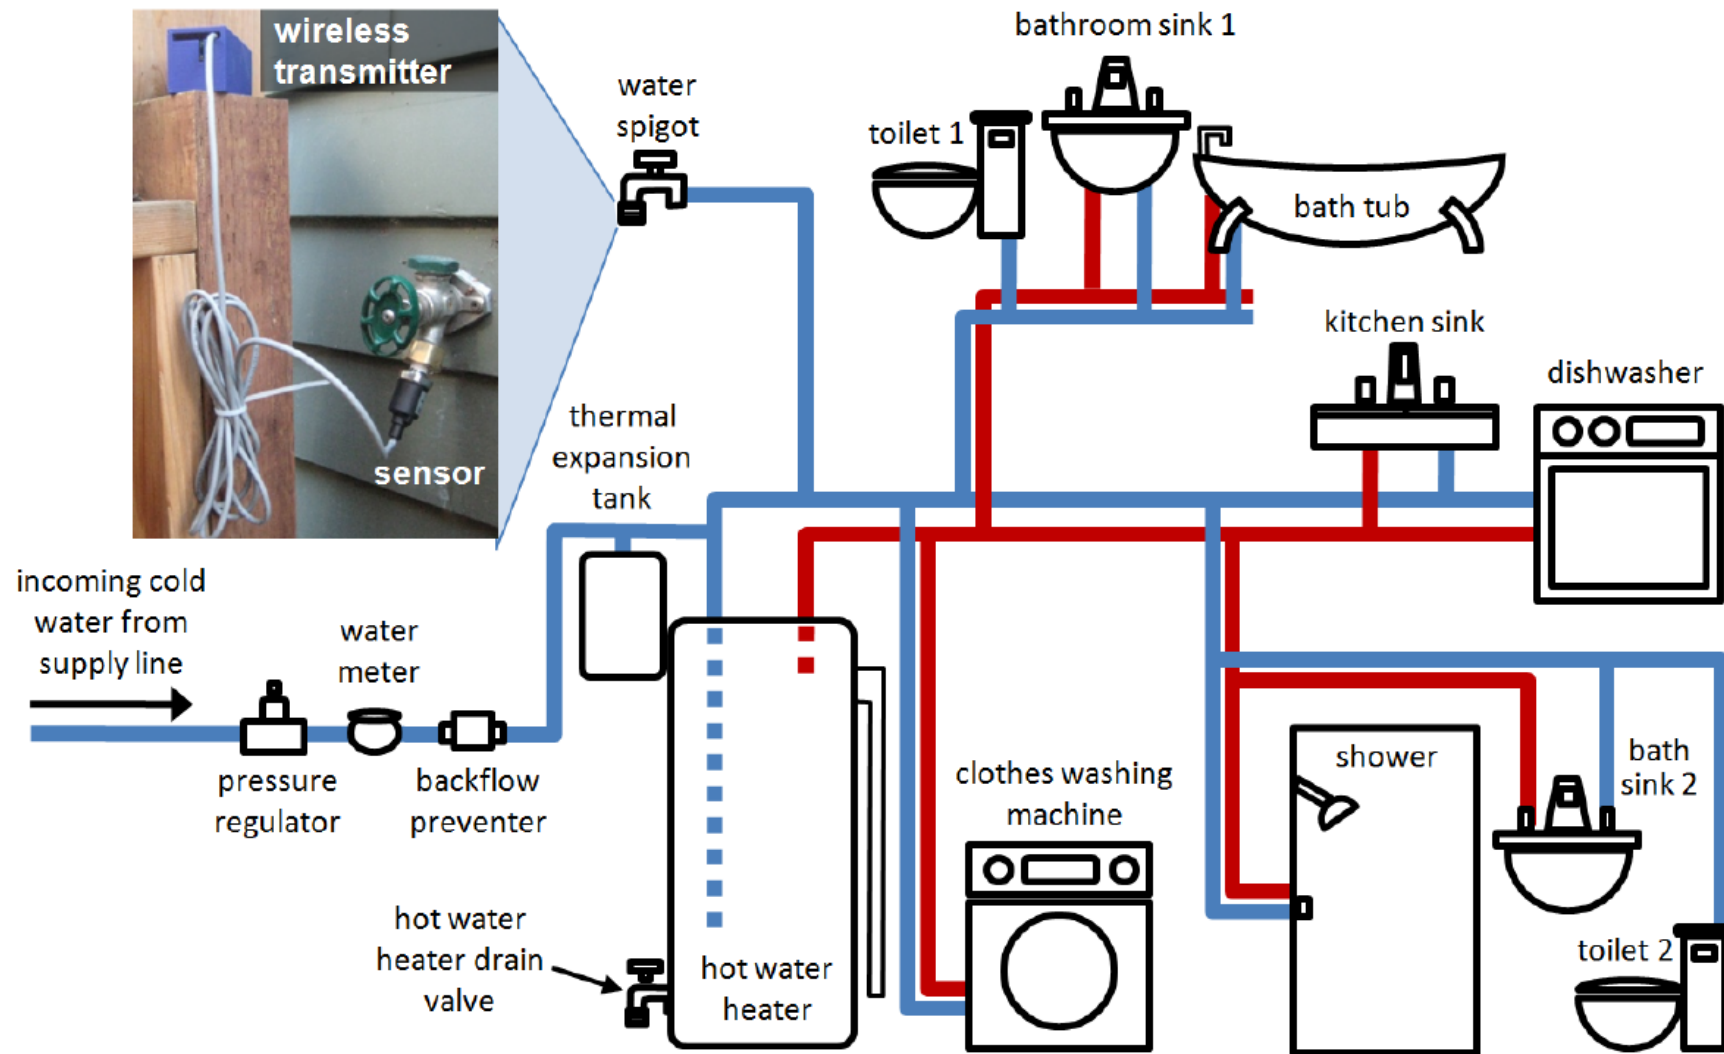 wireless
transmitter
sensor
water
spigot
bathroom sink 1
toilet 1
bath tub
kitchen sink
dishwasher
thermal
expansion
tank
incoming cold
water from
supply line
water
meter
pressure
regulator
backflow
preventer
clothes washing
machine
shower
bath
sink 2
hot water
heater drain
valve
hot water
heater
toilet 2